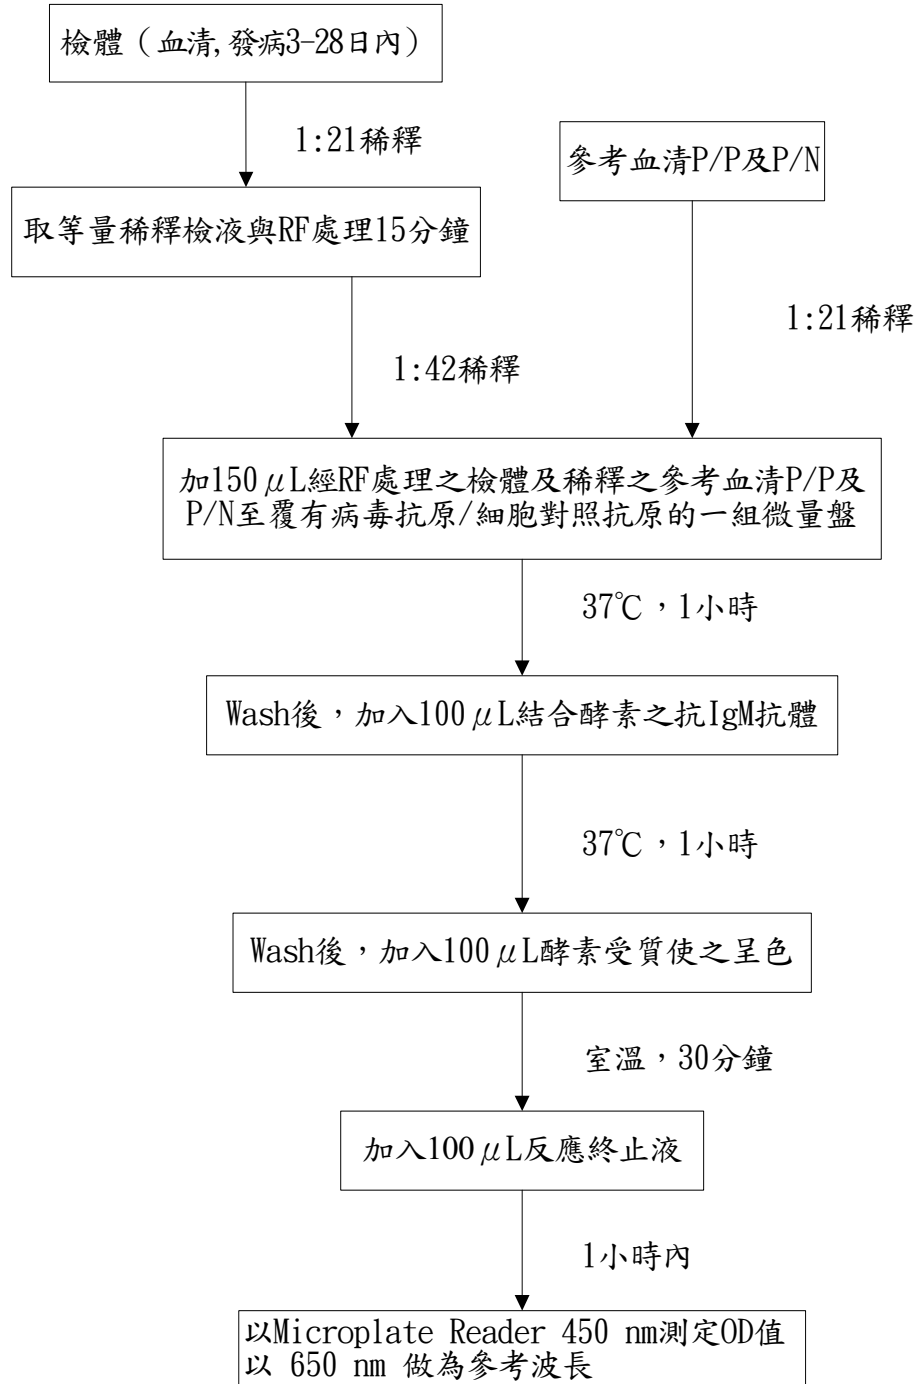 檢體（血清,發病3-28日內）
1:21稀釋
參考血清P/P及P/N
取等量稀釋檢液與RF處理15分鐘
1:21稀釋
1:42稀釋
加150μL經RF處理之檢體及稀釋之參考血清P/P及
P/N至覆有病毒抗原/細胞對照抗原的一組微量盤
37℃，1小時
Wash後，加入100μL結合酵素之抗IgM抗體
37℃，1小時
Wash後，加入100μL酵素受質使之呈色
室溫，30分鐘
加入100μL反應終止液
1小時內
以Microplate Reader 450 nm測定OD值
以 650 nm 做為參考波長